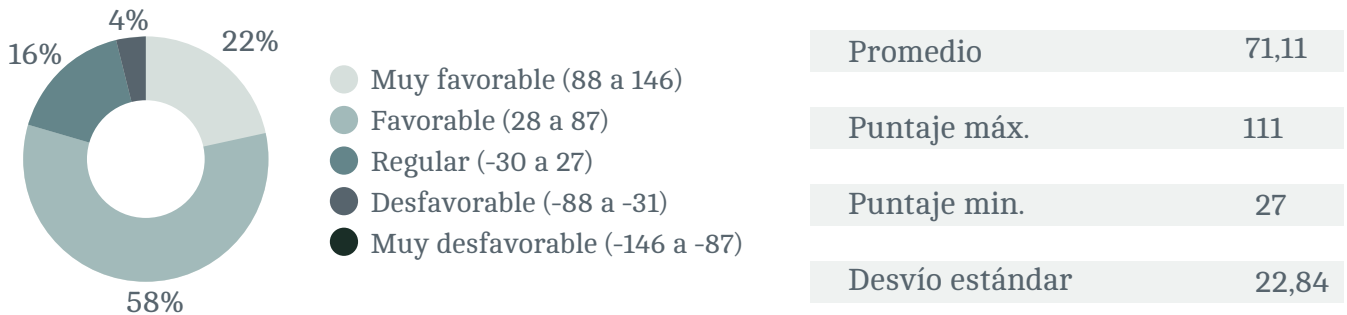 4%
22%
16%
58%
Muy favorable (88 a 146)
Favorable (28 a 87)
Regular (-30 a 27)
Desfavorable (-88 a -31)
Muy desfavorable (-146 a -87)
Promedio 71,11
Puntaje máx. 111
Puntaje min. 27
Desvío estándar 22,84